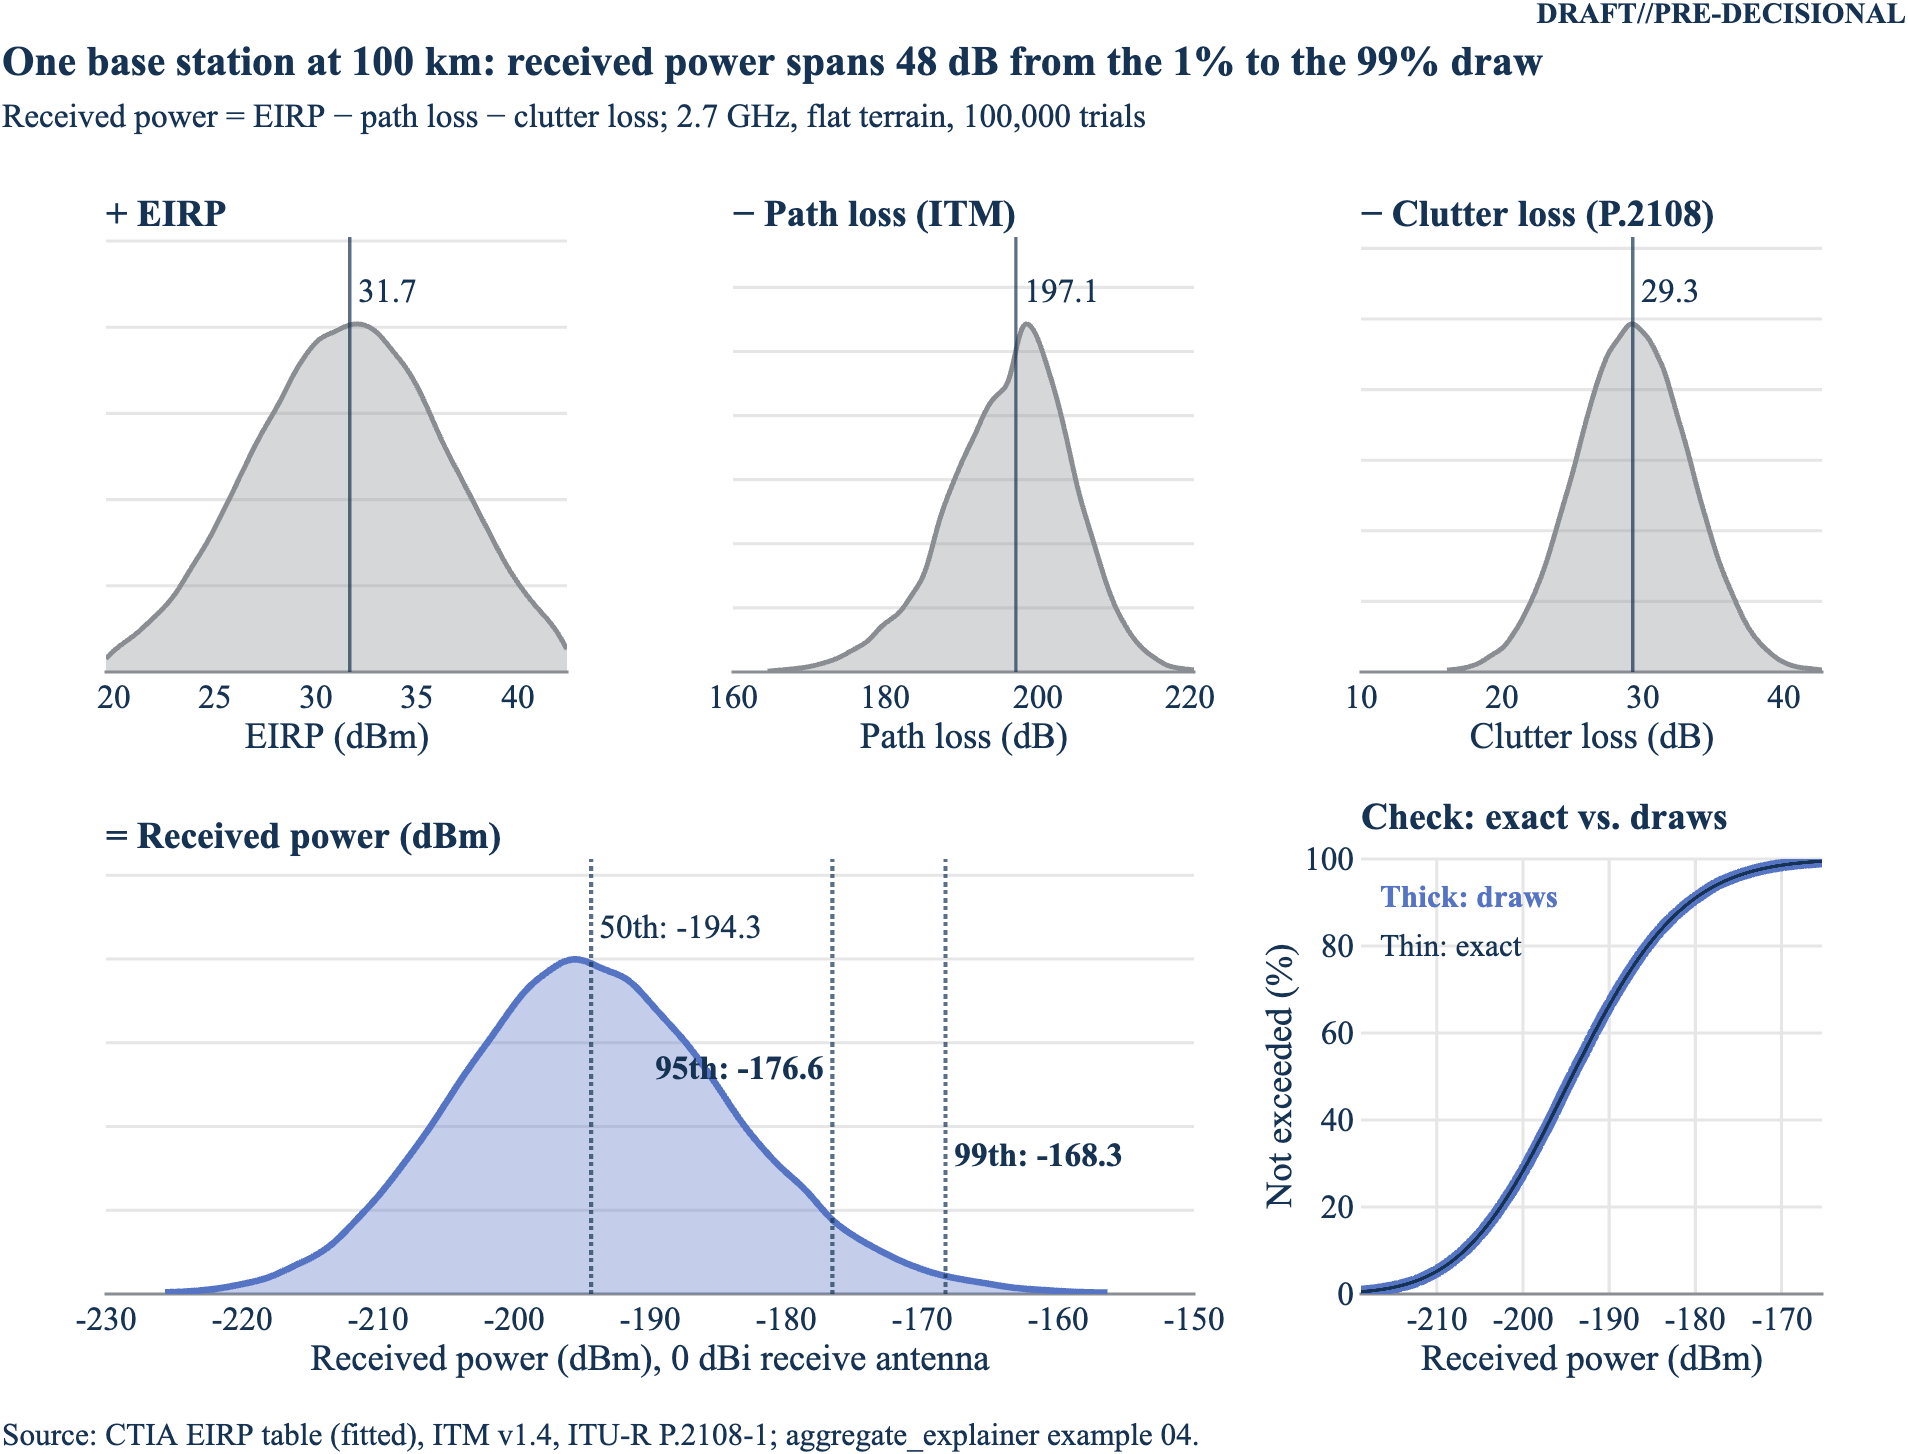 DRAFT//PRE-DECISIONAL
One base station at 100 km: received power spans 48 dB from the 1% to the 99% draw
Received power = EIRP − path loss − clutter loss; 2.7 GHz, flat terrain, 100,000 trials
+ EIRP
31.7
20 25 30 35 40
EIRP (dBm)
− Path loss (ITM)
197.1
160 180 200 220
Path loss (dB)
− Clutter loss (P.2108)
29.3
10 20 30 40
Clutter loss (dB)
= Received power (dBm)
50th: -194.3
95th: -176.6
99th: -168.3
-230 -220 -210 -200 -190 -180 -170 -160 -150
Received power (dBm), 0 dBi receive antenna
Check: exact vs. draws
Thick: draws
Thin: exact
Not exceeded (%)
100
80
60
40
20
0
-210 -200 -190 -180 -170
Received power (dBm)
Source: CTIA EIRP table (fitted), ITM v1.4, ITU-R P.2108-1; aggregate_explainer example 04.